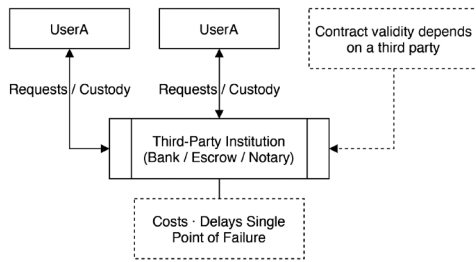 UserA
UserA
Contract validity depends
on a third party
Requests / Custody
Requests / Custody
Third-Party Institution
(Bank / Escrow / Notary)
Costs · Delays Single
Point of Failure